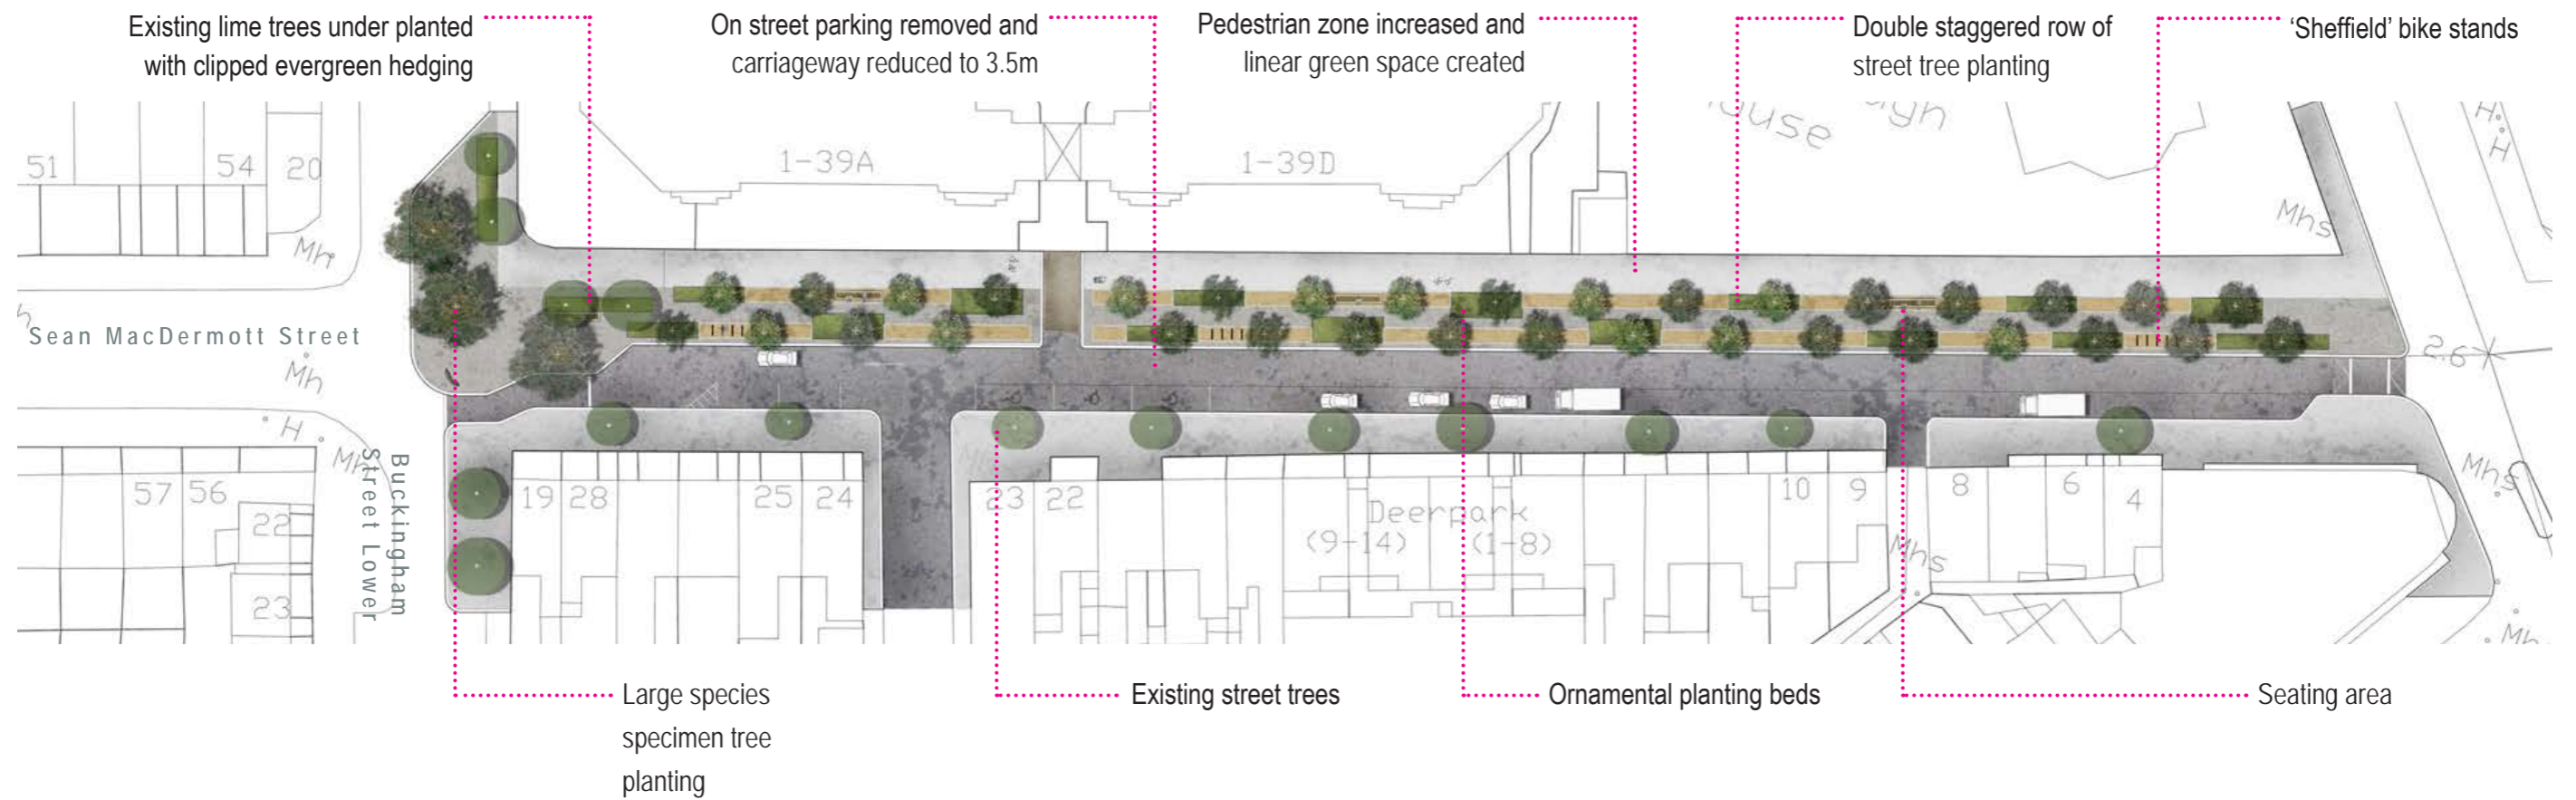 Existing lime trees under planted
with clipped evergreen hedging
On street parking removed and
carriageway reduced to 3.5m
Pedestrian zone increased and
linear green space created
Double staggered row of
street tree planting
‘Sheffield’ bike stands
51
54
20
Mh
1-39A
1-39D
Mhs
H
H
Sean MacDermott Street
Mh
H
Mh
Buckingham
Street Lower
2.6
57
56
22
23
19
28
25
24
23
22
Deerpark
(9-14)
(1-8)
10
9
8
6
4
Mhs
Mhs
Mh
Large species
specimen tree
planting
Existing street trees
Ornamental planting beds
Seating area